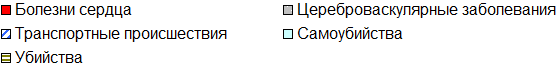 Болезни сердца
Цереброваскулярные заболевания
Транспортные происшествия
Самоубийства
Убийства